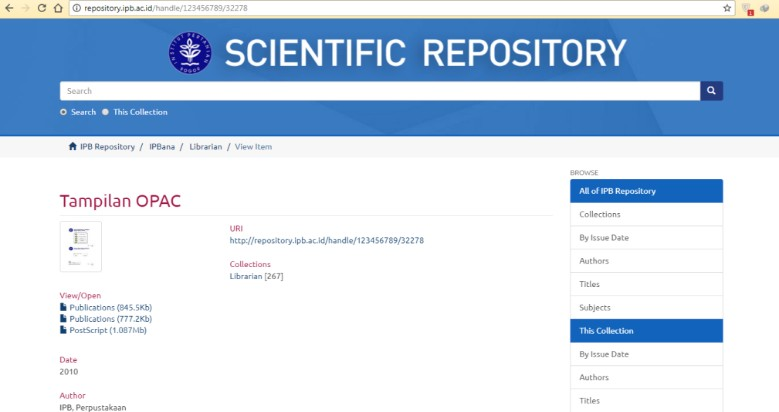 repository.ipb.ac.id/handle/123456789/32278
SCIENTIFIC REPOSITORY
Search
Search This Collection
IPB Repository / IPBana / Librarian / View Item
Tampilan OPAC
URI
http://repository.ipb.ac.id/handle/123456789/32278
Collections
Librarian [267]
View/Open
Publications (845.5Kb)
Publications (777.2Kb)
PostScript (1.087Mb)
Date
2010
Author
IPB, Perpustakaan
BROWSE
All of IPB Repository
Collections
By Issue Date
Authors
Titles
Subjects
This Collection
By Issue Date
Authors
Titles